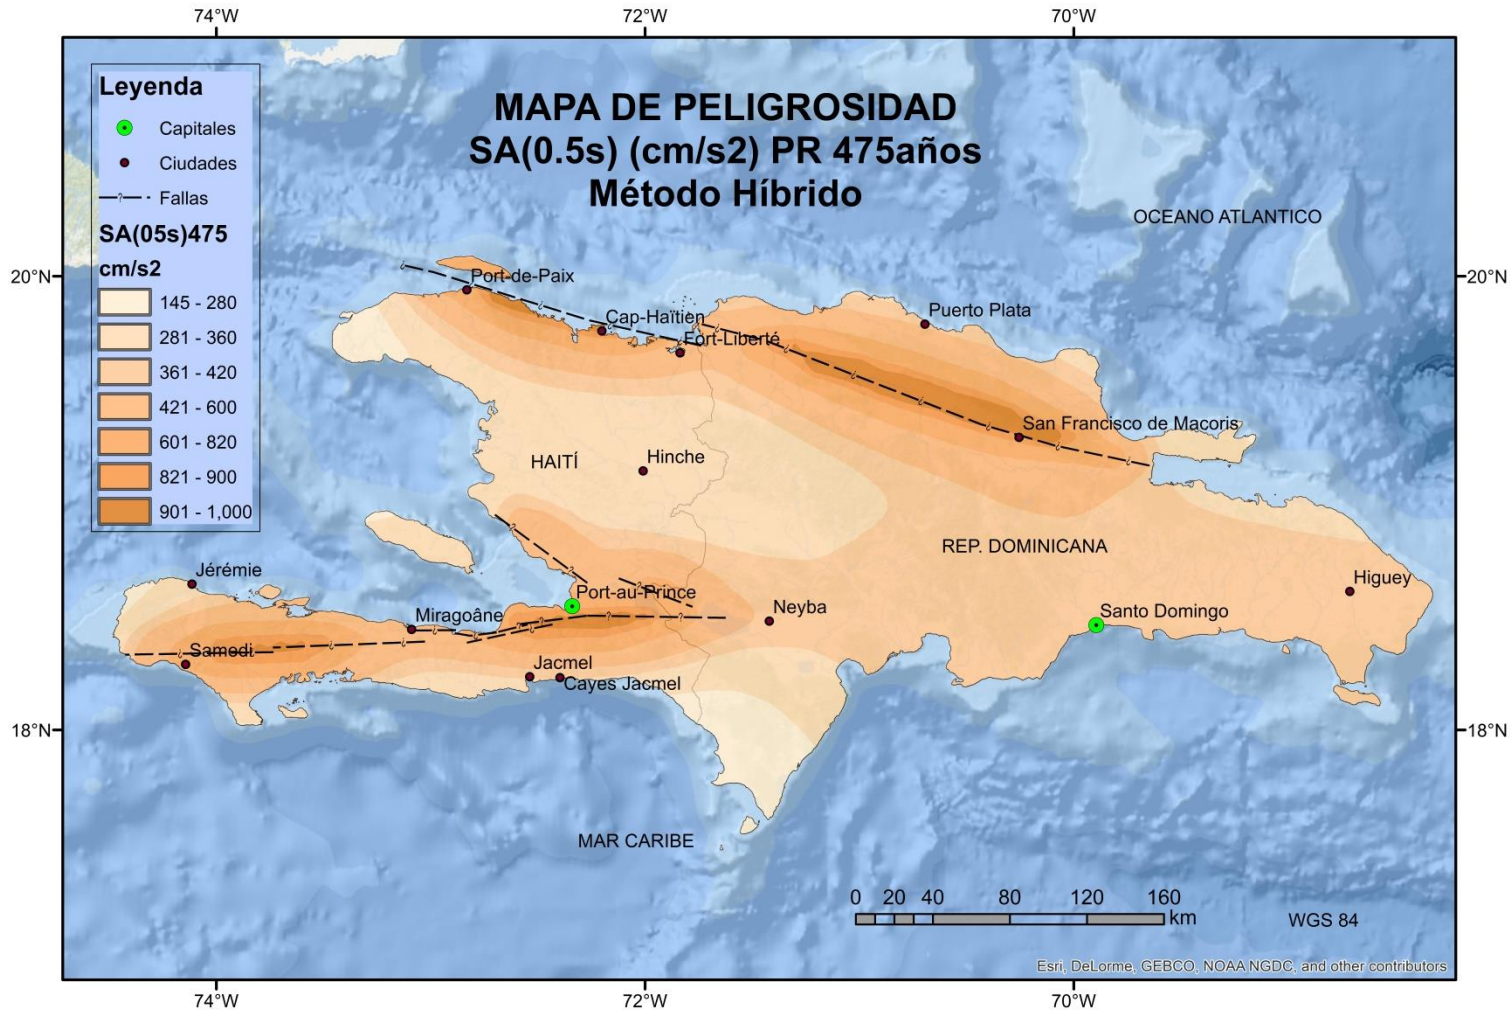 74°W
72°W
70°W
Leyenda
Capitales
Ciudades
Fallas
SA(05s)475
cm/s2
145 - 280
281 - 360
361 - 420
421 - 600
601 - 820
821 - 900
901 - 1,000
MAPA DE PELIGROSIDAD
SA(0.5s) (cm/s2) PR 475años
Método Híbrido
OCEANO ATLANTICO
20°N
20°N
Port-de-Paix
Cap-Haïtien
Fort-Liberté
Puerto Plata
San Francisco de Macoris
HAITÍ
Hinche
REP. DOMINICANA
Jérémie
Port-au-Prince
Miragoâne
Neyba
Higuey
Santo Domingo
Samedi
Jacmel
Cayes Jacmel
18°N
18°N
MAR CARIBE
0 20 40 80 120 160
km
WGS 84
Esri, DeLorme, GEBCO, NOAA NGDC, and other contributors
74°W
72°W
70°W